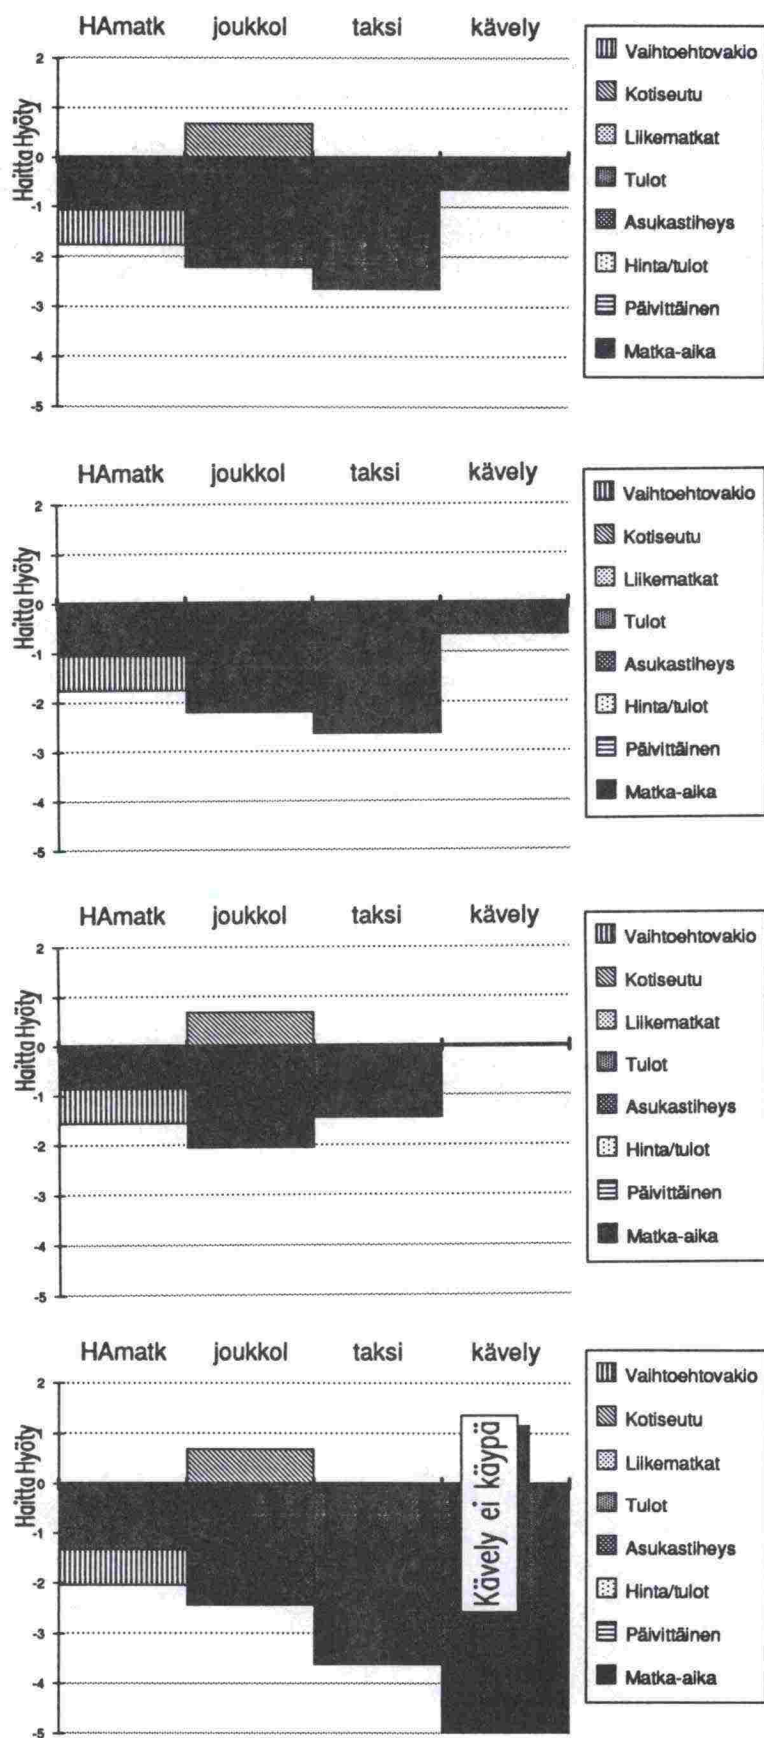 HAmatk joukkol taksi kävely
Haitta Hyöty
2
1
0
-1
-2
-3
-4
-5
Vaihtoehtovakio
Kotiseutu
Liikematkat
Tulot
Asukastiheys
Hinta/tulot
Päivittäinen
Matka-aika
HAmatk joukkol taksi kävely
Haitta Hyöty
2
1
0
-1
-2
-3
-4
-5
Vaihtoehtovakio
Kotiseutu
Liikematkat
Tulot
Asukastiheys
Hinta/tulot
Päivittäinen
Matka-aika
HAmatk joukkol taksi kävely
Haitta Hyöty
2
1
0
-1
-2
-3
-4
-5
Vaihtoehtovakio
Kotiseutu
Liikematkat
Tulot
Asukastiheys
Hinta/tulot
Päivittäinen
Matka-aika
HAmatk joukkol taksi kävely
Haitta Hyöty
2
1
0
-1
-2
-3
-4
-5
Kävely ei käypä
Vaihtoehtovakio
Kotiseutu
Liikematkat
Tulot
Asukastiheys
Hinta/tulot
Päivittäinen
Matka-aika